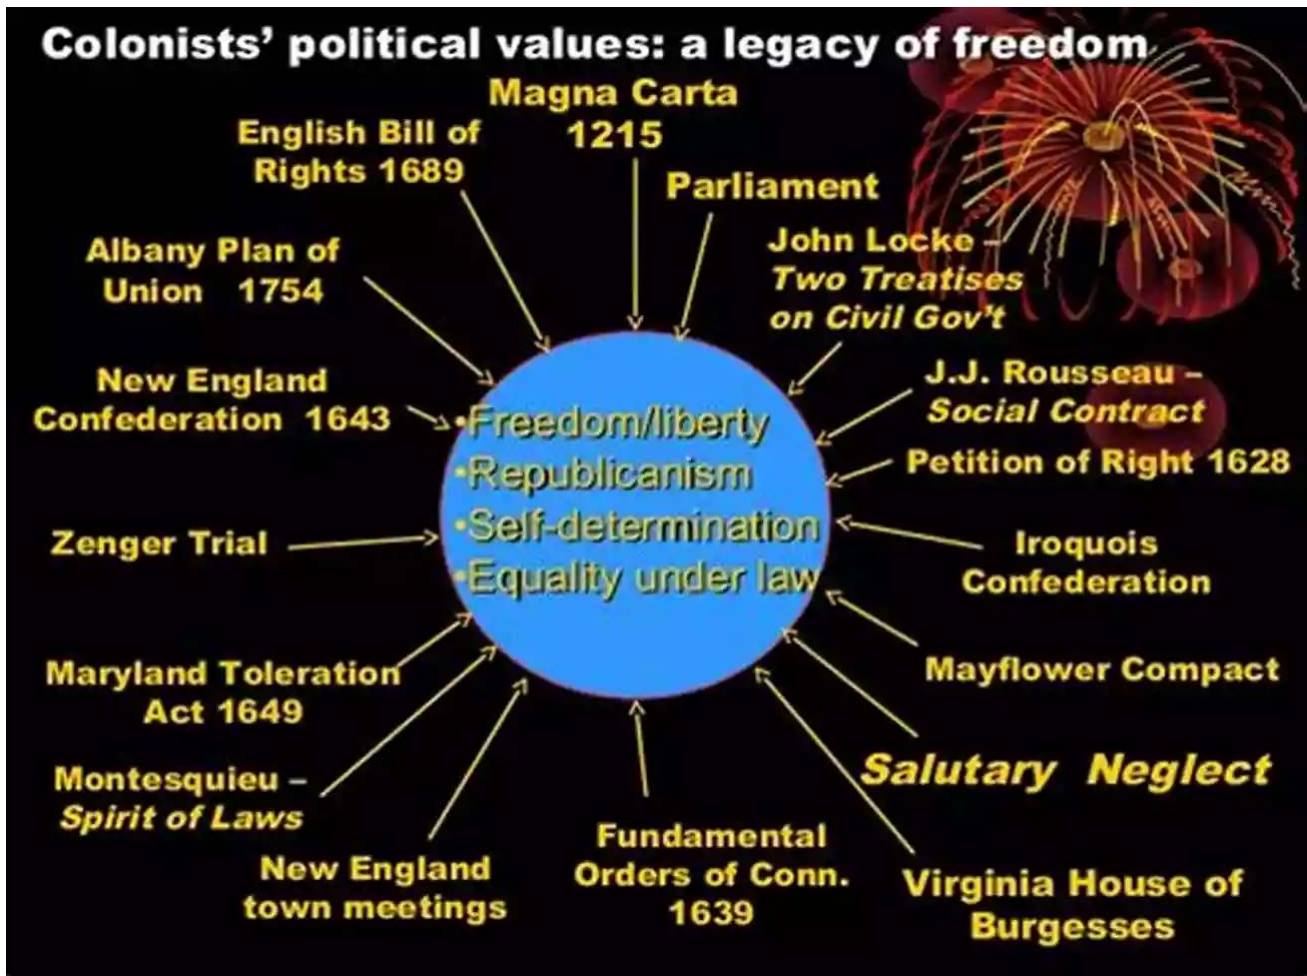 Colonists' political values: a legacy of freedom
Magna Carta
1215
English Bill of
Rights 1689
Parliament
Albany Plan of
Union 1754
John Locke –
Two Treatises
on Civil Gov't
New England
Confederation 1643
J.J. Rousseau –
Social Contract
•Freedom/liberty
•Republicanism
•Self-determination
•Equality under law
Petition of Right 1628
Zenger Trial
Iroquois
Confederation
Maryland Toleration
Act 1649
Mayflower Compact
Montesquieu –
Spirit of Laws
Salutary Neglect
New England
town meetings
Fundamental
Orders of Conn.
1639
Virginia House of
Burgesses